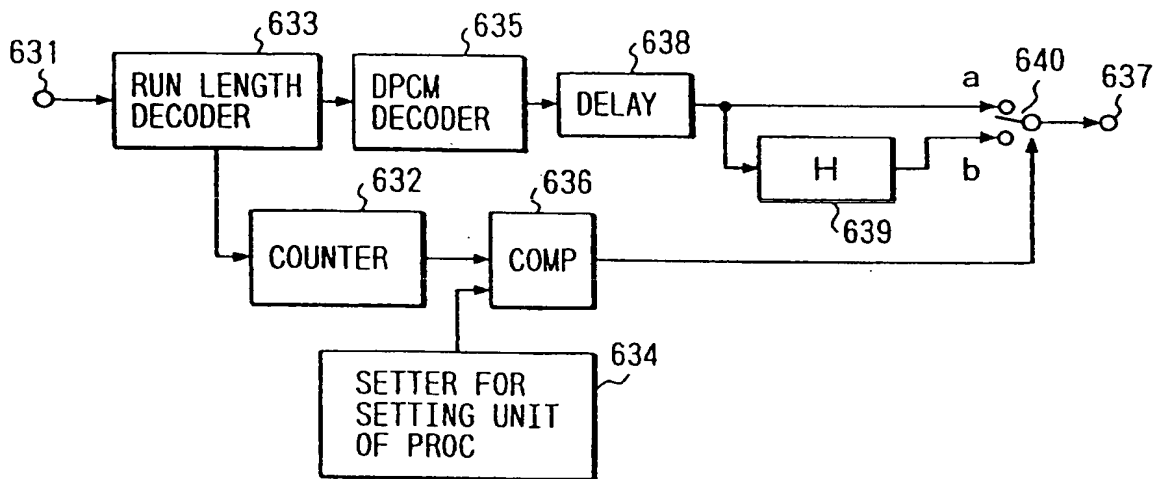 631
633
RUN LENGTH
DECODER
635
DPCM
DECODER
638
DELAY
a
640
637
H
b
639
632
COUNTER
636
COMP
634
SETTER FOR
SETTING UNIT
OF PROC